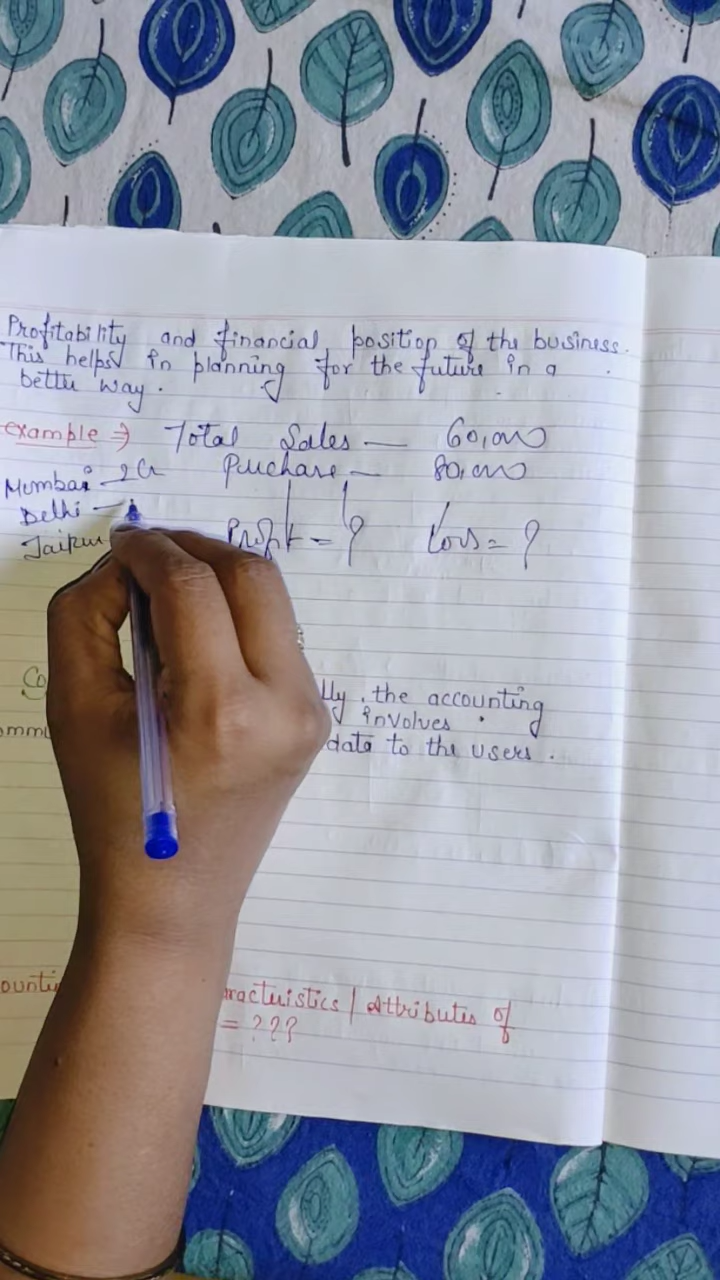 Profitability and financial position of the business.
This helps in planning for the future in a
better way.
example ⇒ Total Sales — 60,000
Mumbai - 2Cr Purchase — 80,000
Delhi —
Jaipur Profit = ? Loss = ?
lly, the accounting
involves
data to the users.
Attributes of
= ???